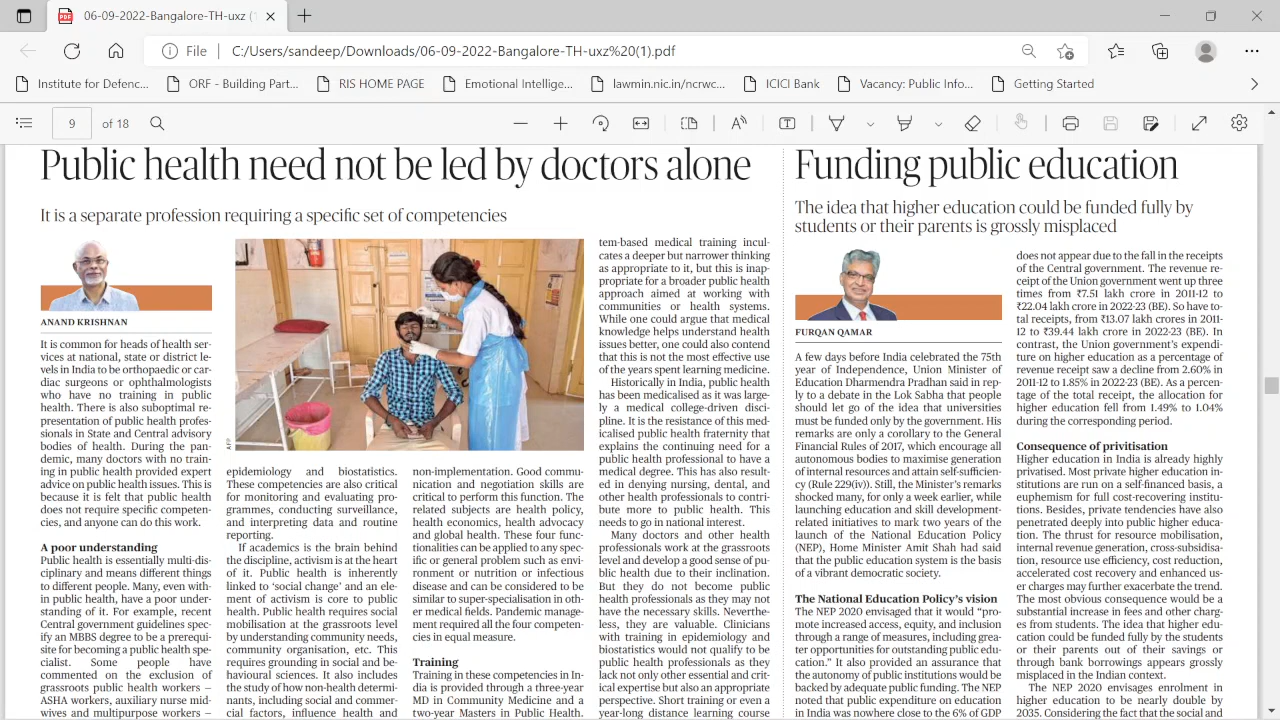 06-09-2022-Bangalore-TH-uxz (
File
C:/Users/sandeep/Downloads/06-09-2022-Bangalore-TH-uxz%20(1).pdf
Institute for Defenc...
ORF - Building Part...
RIS HOME PAGE
Emotional Intellige...
lawmin.nic.in/ncrwc...
ICICI Bank
Vacancy: Public Info...
Getting Started
9 of 18
Public health need not be led by doctors alone
It is a separate profession requiring a specific set of competencies
ANAND KRISHNAN
It is common for heads of health ser-
vices at national, state or district le-
vels in India to be orthopaedic or car-
diac surgeons or ophthalmologists
who have no training in public
health. There is also suboptimal re-
presentation of public health profes-
sionals in State and Central advisory
bodies of health. During the pan-
demic, many doctors with no train-
ing in public health provided expert
advice on public health issues. This is
because it is felt that public health
does not require specific competen-
cies, and anyone can do this work.
A poor understanding
Public health is essentially multi-dis-
ciplinary and means different things
to different people. Many, even with-
in public health, have a poor under-
standing of it. For example, recent
Central government guidelines spec-
ify an MBBS degree to be a prerequi-
site for becoming a public health spe-
cialist. Some people have
commented on the exclusion of
grassroots public health workers –
ASHA workers, auxiliary nurse mid-
wives and multipurpose workers –
AFP
epidemiology and biostatistics.
These competencies are also critical
for monitoring and evaluating pro-
grammes, conducting surveillance,
and interpreting data and routine
reporting.
If academics is the brain behind
the discipline, activism is at the heart
of it. Public health is inherently
linked to ‘social change’ and an ele-
ment of activism is core to public
health. Public health requires social
mobilisation at the grassroots level
by understanding community needs,
community organisation, etc. This
requires grounding in social and be-
havioural sciences. It also includes
the study of how non-health determi-
nants, including social and commer-
cial factors, influence health and
non-implementation. Good commu-
nication and negotiation skills are
critical to perform this function. The
related subjects are health policy,
health economics, health advocacy
and global health. These four func-
tionalities can be applied to any spec-
ific or general problem such as envi-
ronment or nutrition or infectious
disease and can be considered to be
similar to super-specialisation in oth-
er medical fields. Pandemic manage-
ment required all the four competen-
cies in equal measure.
Training
Training in these competencies in In-
dia is provided through a three-year
MD in Community Medicine and a
two-year Masters in Public Health.
tem-based medical training incul-
cates a deeper but narrower thinking
as appropriate to it, but this is inap-
propriate for a broader public health
approach aimed at working with
communities or health systems.
While one could argue that medical
knowledge helps understand health
issues better, one could also contend
that this is not the most effective use
of the years spent learning medicine.
Historically in India, public health
has been medicalised as it was large-
ly a medical college-driven disci-
pline. It is the resistance of this med-
icalised public health fraternity that
explains the continuing need for a
public health professional to have a
medical degree. This has also result-
ed in denying nursing, dental, and
other health professionals to contri-
bute more to public health. This
needs to go in national interest.
Many doctors and other health
professionals work at the grassroots
level and develop a good sense of pu-
blic health due to their inclination.
But they do not become public
health professionals as they may not
have the necessary skills. Neverthe-
less, they are valuable. Clinicians
with training in epidemiology and
biostatistics would not qualify to be
public health professionals as they
lack not only other essential and cri-
tical expertise but also an appropriate
perspective. Short training or even a
year-long distance learning course
Funding public education
The idea that higher education could be funded fully by
students or their parents is grossly misplaced
FURQAN QAMAR
A few days before India celebrated the 75th
year of Independence, Union Minister of
Education Dharmendra Pradhan said in rep-
ly to a debate in the Lok Sabha that people
should let go of the idea that universities
must be funded only by the government. His
remarks are only a corollary to the General
Financial Rules of 2017, which encourage all
autonomous bodies to maximise generation
of internal resources and attain self-sufficien-
cy (Rule 229(iv)). Still, the Minister’s remarks
shocked many, for only a week earlier, while
launching education and skill development-
related initiatives to mark two years of the
launch of the National Education Policy
(NEP), Home Minister Amit Shah had said
that the public education system is the basis
of a vibrant democratic society.
The National Education Policy’s vision
The NEP 2020 envisaged that it would “pro-
mote increased access, equity, and inclusion
through a range of measures, including grea-
ter opportunities for outstanding public edu-
cation.” It also provided an assurance that
the autonomy of public institutions would be
backed by adequate public funding. The NEP
noted that public expenditure on education
in India was nowhere close to the 6% of GDP
does not appear due to the fall in the receipts
of the Central government. The revenue re-
ceipt of the Union government went up three
times from ₹7.51 lakh crore in 2011-12 to
₹22.04 lakh crore in 2022-23 (BE). So have to-
tal receipts, from ₹13.07 lakh crores in 2011-
12 to ₹39.44 lakh crore in 2022-23 (BE). In
contrast, the Union government’s expendi-
ture on higher education as a percentage of
revenue receipt saw a decline from 2.60% in
2011-12 to 1.85% in 2022-23 (BE). As a percen-
tage of the total receipt, the allocation for
higher education fell from 1.49% to 1.04%
during the corresponding period.
Consequence of privitisation
Higher education in India is already highly
privatised. Most private higher education in-
stitutions are run on a self-financed basis, a
euphemism for full cost-recovering institu-
tions. Besides, private tendencies have also
penetrated deeply into public higher educa-
tion. The thrust for resource mobilisation,
internal revenue generation, cross-subsidisa-
tion, resource use efficiency, cost reduction,
accelerated cost recovery and enhanced us-
er charges may further exacerbate the trend.
The most obvious consequence would be a
substantial increase in fees and other charg-
es from students. The idea that higher edu-
cation could be funded fully by the students
or their parents out of their savings or
through bank borrowings appears grossly
misplaced in the Indian context.
The NEP 2020 envisages enrolment in
higher education to be nearly double by
2035. Considering the fact that the social and